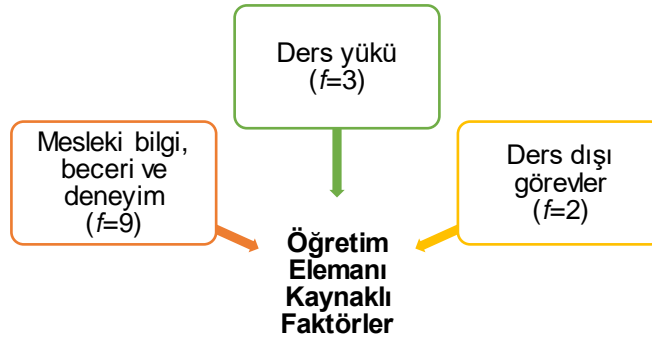 Ders yükü
(f=3)
Mesleki bilgi,
beceri ve
deneyim
(f=9)
Ders dışı
görevler
(f=2)
Öğretim
Elemanı
Kaynaklı
Faktörler